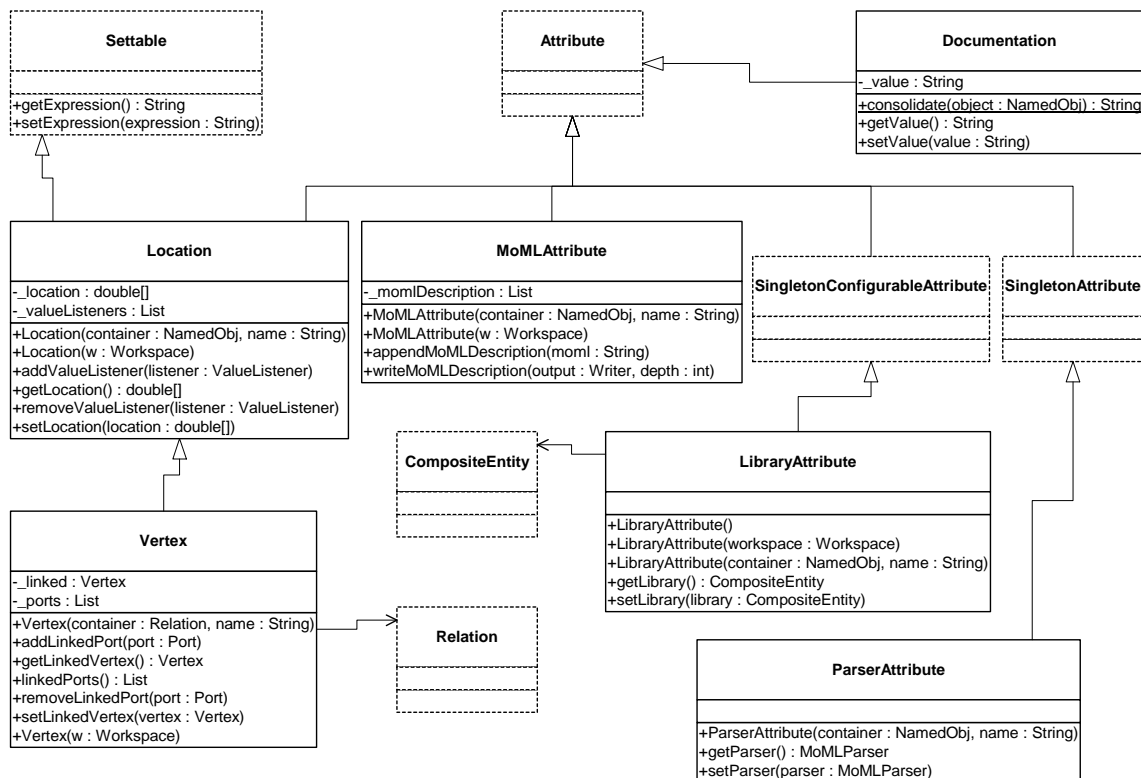 Settable
+getExpression() : String
+setExpression(expression : String)
Attribute
Documentation
-_value : String
+consolidate(object : NamedObj) : String
+getValue() : String
+setValue(value : String)
Location
-_location : double[]
-_valueListeners : List
+Location(container : NamedObj, name : String)
+Location(w : Workspace)
+addValueListener(listener : ValueListener)
+getLocation() : double[]
+removeValueListener(listener : ValueListener)
+setLocation(location : double[])
MoMLAttribute
-_momlDescription : List
+MoMLAttribute(container : NamedObj, name : String)
+MoMLAttribute(w : Workspace)
+appendMoMLDescription(moml : String)
+writeMoMLDescription(output : Writer, depth : int)
SingletonConfigurableAttribute
SingletonAttribute
CompositeEntity
LibraryAttribute
+LibraryAttribute()
+LibraryAttribute(workspace : Workspace)
+LibraryAttribute(container : NamedObj, name : String)
+getLibrary() : CompositeEntity
+setLibrary(library : CompositeEntity)
Vertex
-_linked : Vertex
-_ports : List
+Vertex(container : Relation, name : String)
+addLinkedPort(port : Port)
+getLinkedVertex() : Vertex
+linkedPorts() : List
+removeLinkedPort(port : Port)
+setLinkedVertex(vertex : Vertex)
+Vertex(w : Workspace)
Relation
ParserAttribute
+ParserAttribute(container : NamedObj, name : String)
+getParser() : MoMLParser
+setParser(parser : MoMLParser)